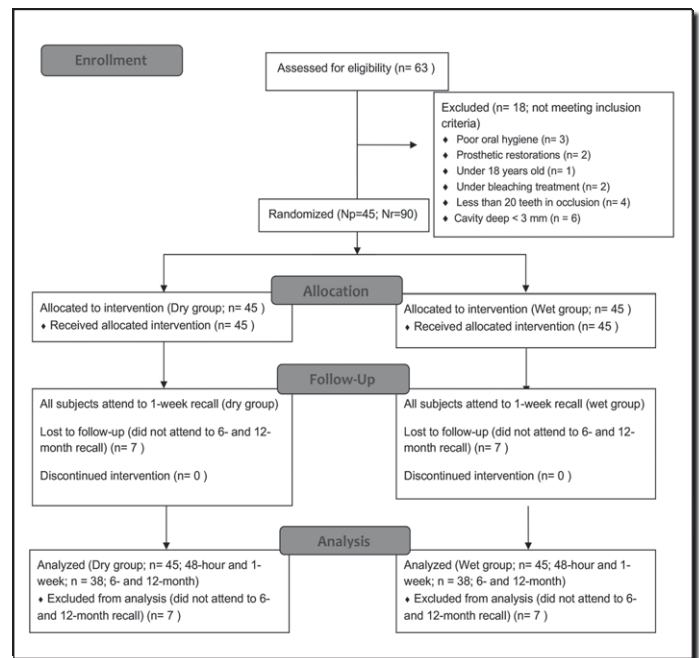 Enrollment
Assessed for eligibility (n= 63 )
Excluded (n= 18; not meeting inclusion
criteria)
♦ Poor oral hygiene (n= 3)
♦ Prosthetic restorations (n= 2)
♦ Under 18 years old (n= 1)
♦ Under bleaching treatment (n= 2)
♦ Less than 20 teeth in occlusion (n= 4)
♦ Cavity deep < 3 mm (n = 6)
Randomized (Np=45; Nr=90)
Allocation
Allocated to intervention (Dry group; n= 45 )
♦ Received allocated intervention (n= 45 )
Allocated to intervention (Wet group; n= 45 )
♦ Received allocated intervention (n= 45 )
Follow-Up
All subjects attend to 1-week recall (dry group)
Lost to follow-up (did not attend to 6- and 12-
month recall) (n= 7 )
Discontinued intervention (n= 0 )
All subjects attend to 1-week recall (wet group)
Lost to follow-up (did not attend to 6- and 12-
month recall) (n= 7 )
Discontinued intervention (n= 0 )
Analysis
Analyzed (Dry group; n= 45; 48-hour and 1-
week; n = 38; 6- and 12-month)
♦ Excluded from analysis (did not attend to 6-
and 12-month recall) (n= 7 )
Analyzed (Wet group; n= 45; 48-hour and 1-
week; n = 38; 6- and 12-month)
♦ Excluded from analysis (did not attend to 6-
and 12-month recall) (n= 7 )